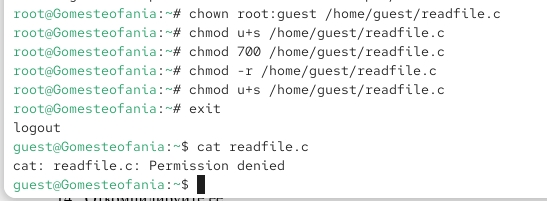 root@Gomesteofania:~# chown root:guest /home/guest/readfile.c
root@Gomesteofania:~# chmod u+s /home/guest/readfile.c
root@Gomesteofania:~# chmod 700 /home/guest/readfile.c
root@Gomesteofania:~# chmod -r /home/guest/readfile.c
root@Gomesteofania:~# chmod u+s /home/guest/readfile.c
root@Gomesteofania:~# exit
logout
guest@Gomesteofania:~$ cat readfile.c
cat: readfile.c: Permission denied
guest@Gomesteofania:~$